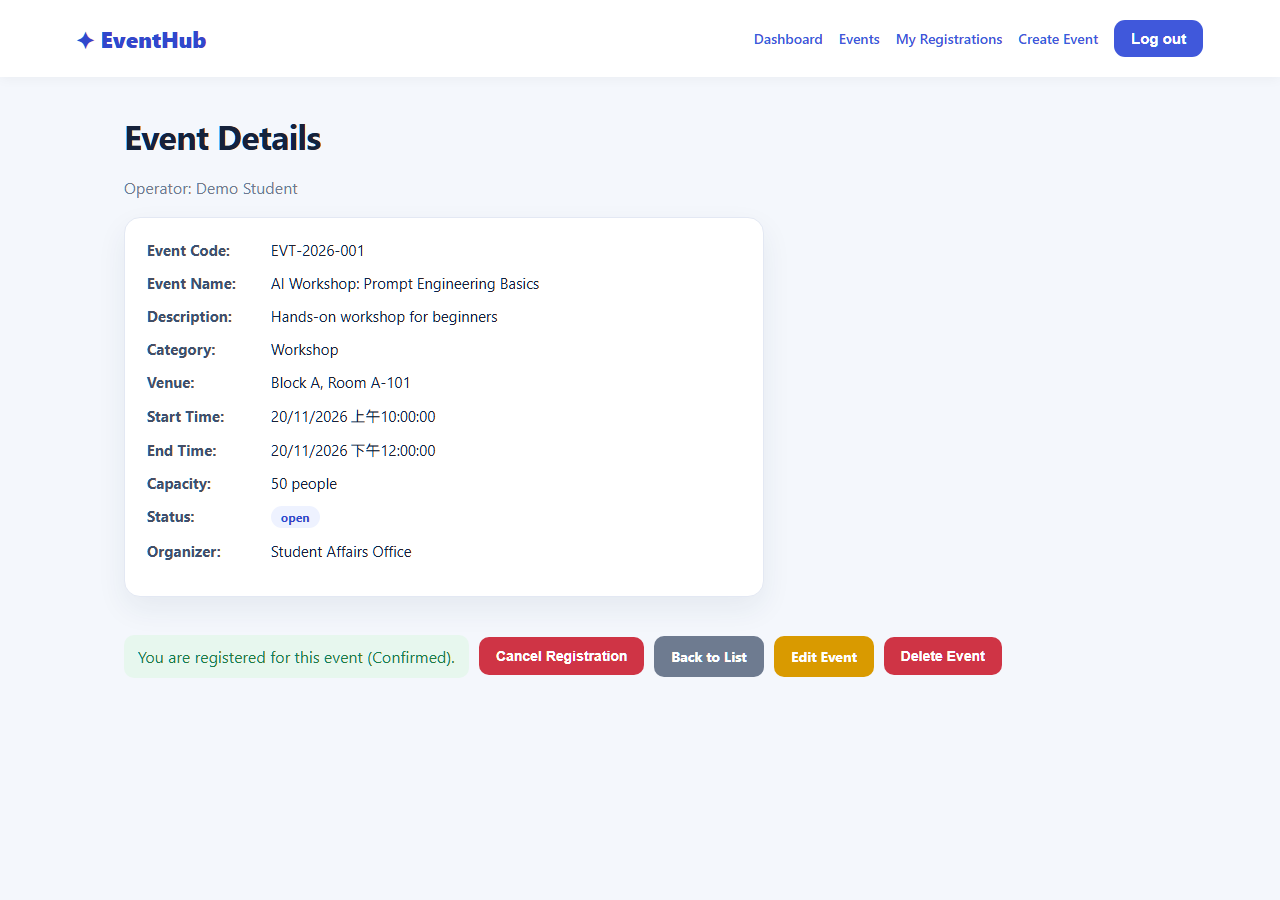 ✦ EventHub
Dashboard Events My Registrations Create Event Log out
Event Details
Operator: Demo Student
Event Code: EVT-2026-001
Event Name: AI Workshop: Prompt Engineering Basics
Description: Hands-on workshop for beginners
Category: Workshop
Venue: Block A, Room A-101
Start Time: 20/11/2026 上午10:00:00
End Time: 20/11/2026 下午12:00:00
Capacity: 50 people
Status: open
Organizer: Student Affairs Office
You are registered for this event (Confirmed). Cancel Registration Back to List Edit Event Delete Event